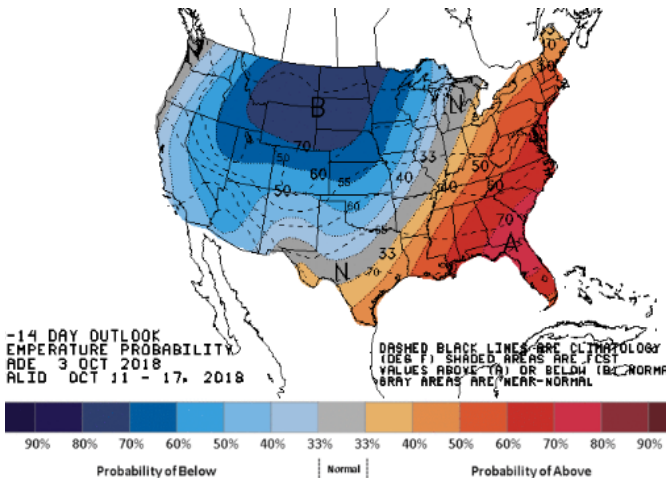 B
N
70
50
60
55
50
60
55
40
33
40
50
60
70
A
33
N
70
-14 DAY OUTLOOK
EMPERATURE PROBABILITY
ADE 3 OCT 2018
ALID OCT 11 - 17, 2018
DASHED BLACK LINES ARE CLIMATOLOGY
(DEG F) SHADED AREAS ARE FCST
VALUES ABOVE (A) OR BELOW (B) NORMA
GRAY AREAS ARE NEAR-NORMAL
90% 80% 70% 60% 50% 40% 33% 33% 40% 50% 60% 70% 80% 90%
Probability of Below Normal Probability of Above